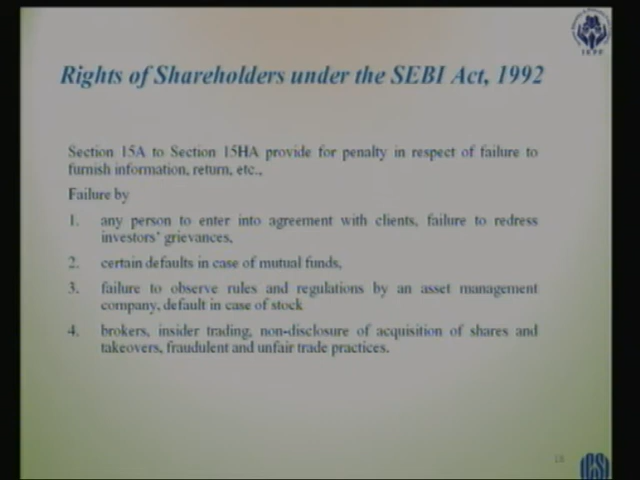 IEPF
Rights of Shareholders under the SEBI Act, 1992
Section 15A to Section 15HA provide for penalty in respect of failure to
furnish information, return, etc.,
Failure by
1. any person to enter into agreement with clients, failure to redress
investors' grievances,
2. certain defaults in case of mutual funds,
3. failure to observe rules and regulations by an asset management
company, default in case of stock
4. brokers, insider trading, non-disclosure of acquisition of shares and
takeovers, fraudulent and unfair trade practices.
ICSI